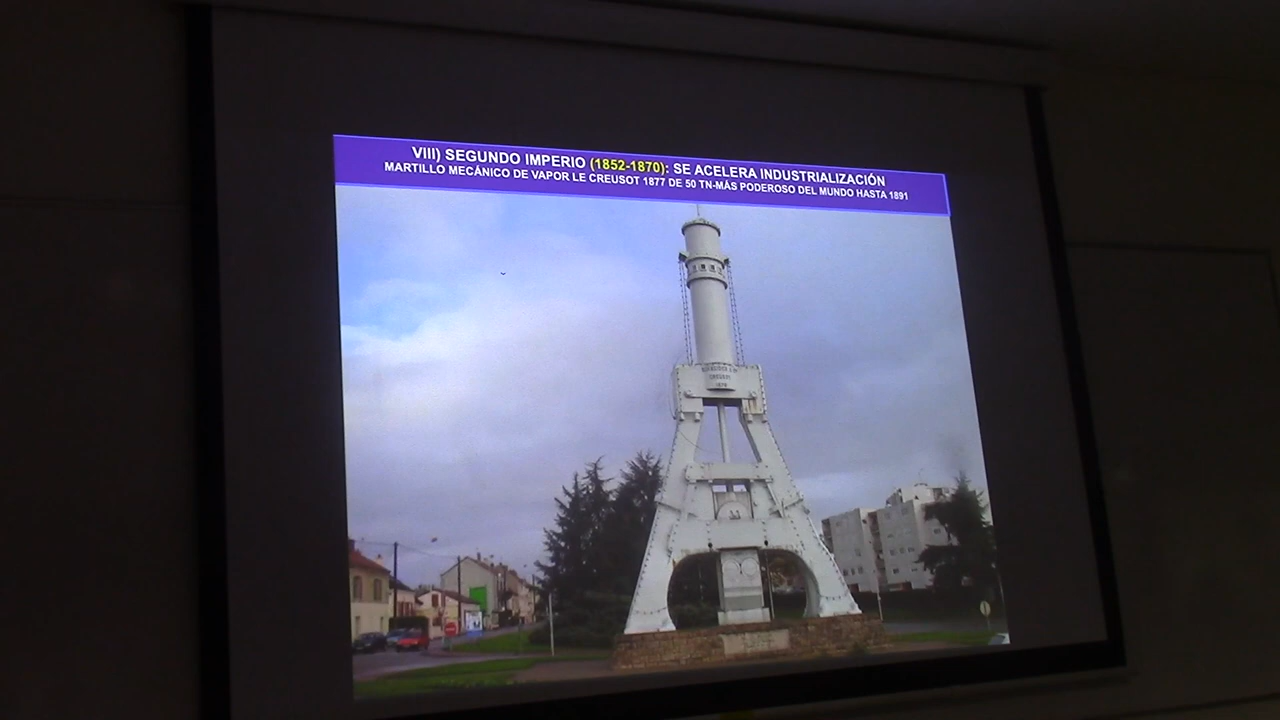 VIII) SEGUNDO IMPERIO (1852-1870): SE ACELERA INDUSTRIALIZACIÓN
MARTILLO MECÁNICO DE VAPOR LE CREUSOT 1877 DE 50 TN-MÁS PODEROSO DEL MUNDO HASTA 1891